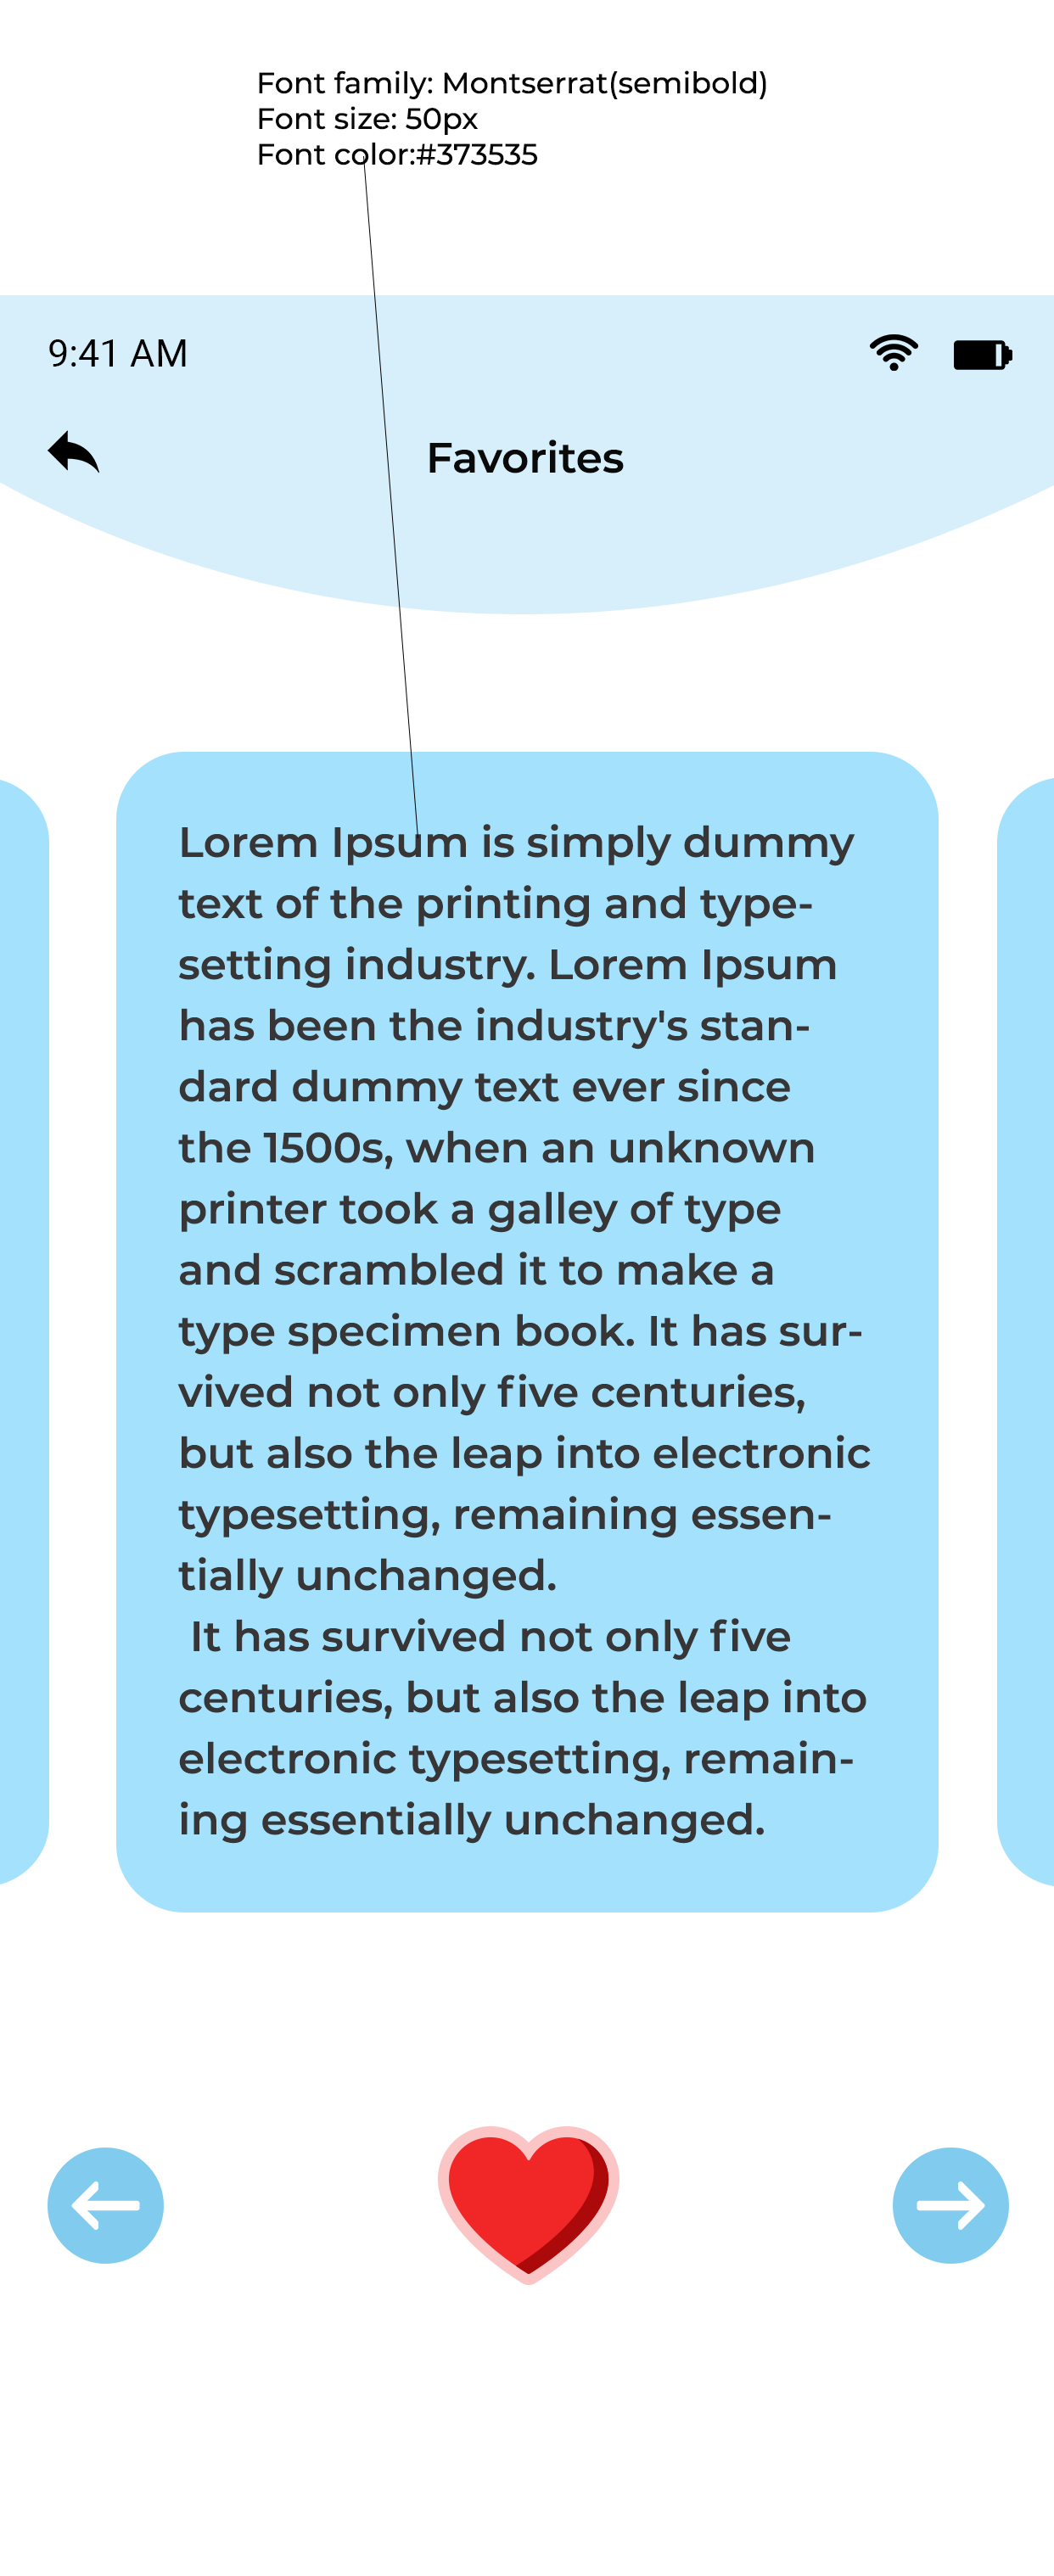 Font family: Montserrat(semibold)
Font size: 50px
Font color:#373535
9:41 AM
Favorites
Lorem Ipsum is simply dummy
text of the printing and type-
setting industry. Lorem Ipsum
has been the industry's stan-
dard dummy text ever since
the 1500s, when an unknown
printer took a galley of type
and scrambled it to make a
type specimen book. It has sur-
vived not only five centuries,
but also the leap into electronic
typesetting, remaining essen-
tially unchanged.
It has survived not only five
centuries, but also the leap into
electronic typesetting, remain-
ing essentially unchanged.